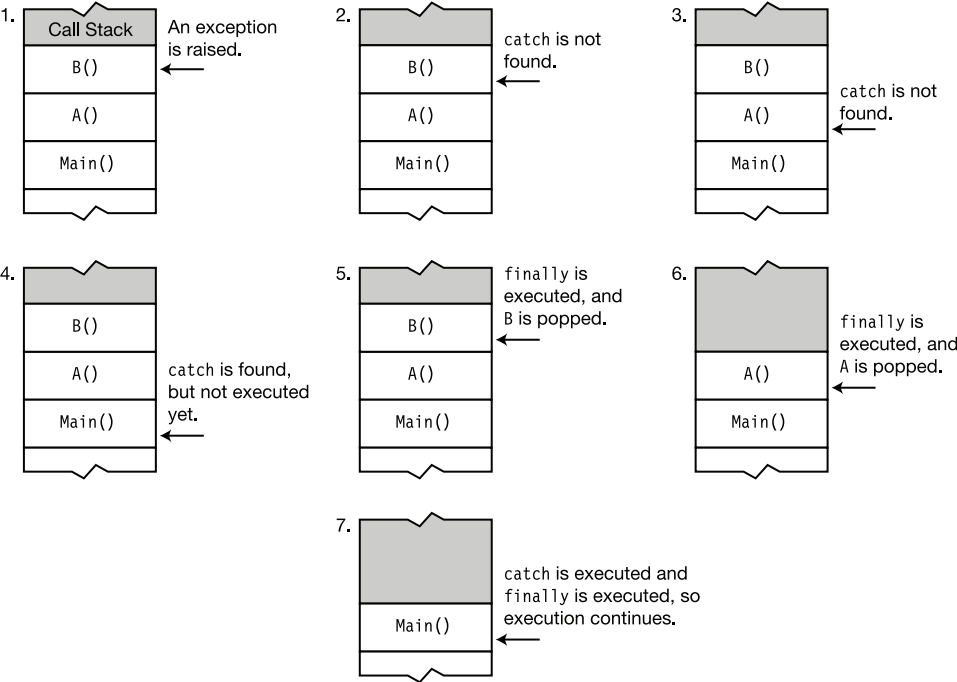 1.
Call Stack
An exception
is raised.
B()
A()
Main()
2.
catch is not
found.
B()
A()
Main()
3.
B()
catch is not
found.
A()
Main()
4.
B()
A()
catch is found,
but not executed
yet.
Main()
5.
finally is
executed, and
B is popped.
B()
A()
Main()
6.
finally is
executed, and
A is popped.
A()
Main()
7.
catch is executed and
finally is executed, so
execution continues.
Main()